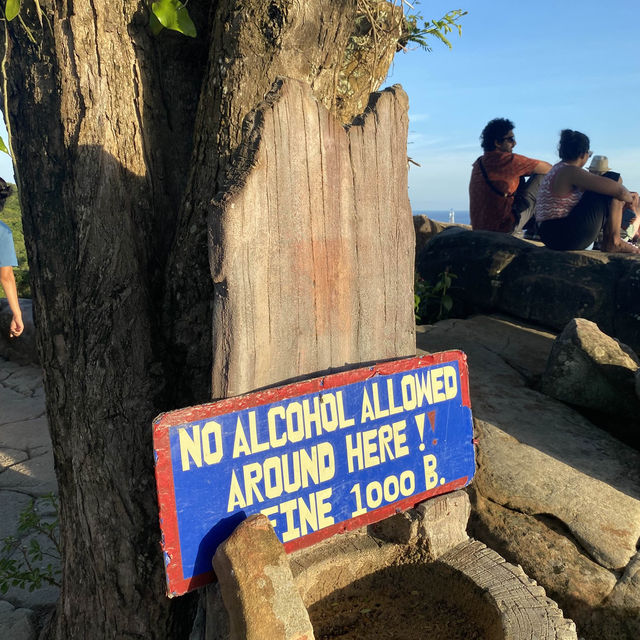 NO ALCOHOL ALLOWED
AROUND HERE !
FINE 1000 B.